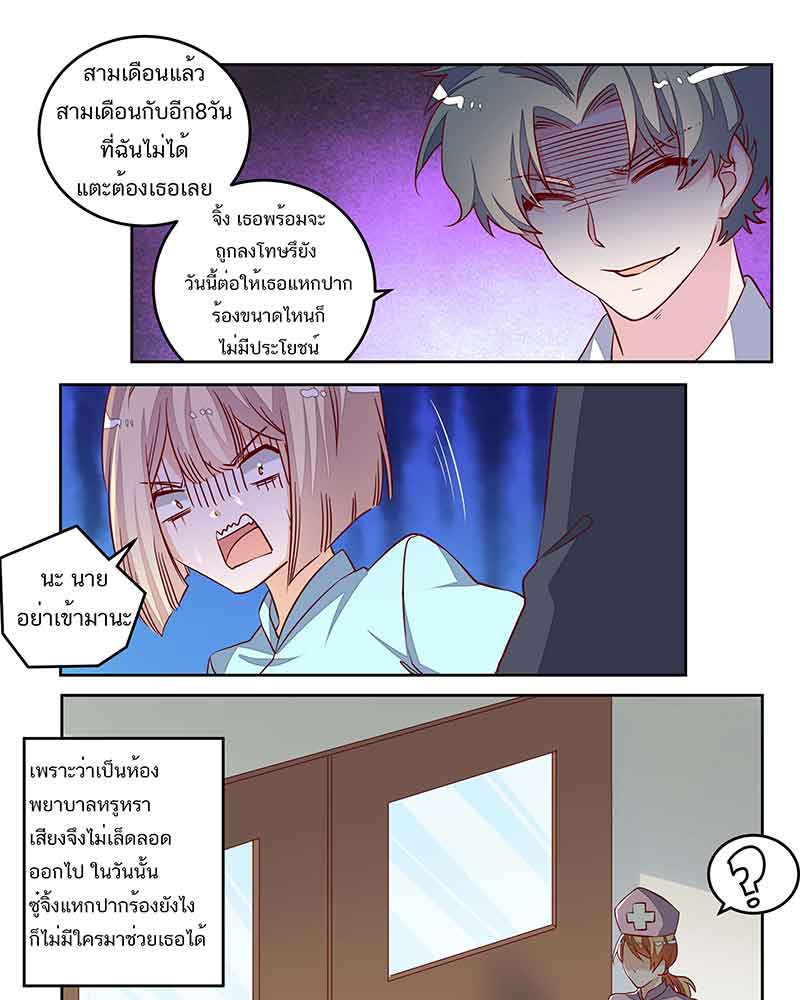 สามเดือนแล้ว
สามเดือนกับอีก8วัน
ที่ฉันไม่ได้
แตะต้องเธอเลย
จิ้ง เธอพร้อมจะ
ถูกลงโทษรึยัง
วันนี้ต่อให้เธอแหกปาก
ร้องขนาดไหนก็
ไม่มีประโยชน์
นะ นาย
อย่าเข้ามานะ
เพราะว่าเป็นห้อง
พยาบาลหรูหรา
เสียงจึงไม่เล็ดลอด
ออกไป ในวันนั้น
ซู๋จิ้งแหกปากร้องยังไง
ก็ไม่มีใครมาช่วยเธอได้
?